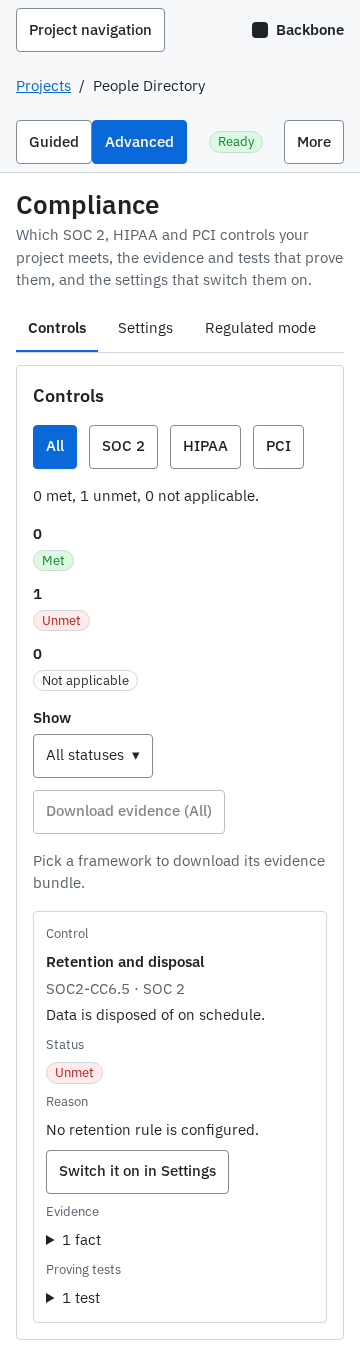 Project navigation
Backbone
Projects / People Directory
Guided Advanced Ready More
Compliance
Which SOC 2, HIPAA and PCI controls your
project meets, the evidence and tests that prove
them, and the settings that switch them on.
Controls Settings Regulated mode
Controls
All SOC 2 HIPAA PCI
0 met, 1 unmet, 0 not applicable.
0
Met
1
Unmet
0
Not applicable
Show
All statuses ▾
Download evidence (All)
Pick a framework to download its evidence
bundle.
Control
Retention and disposal
SOC2-CC6.5 · SOC 2
Data is disposed of on schedule.
Status
Unmet
Reason
No retention rule is configured.
Switch it on in Settings
Evidence
▶ 1 fact
Proving tests
▶ 1 test